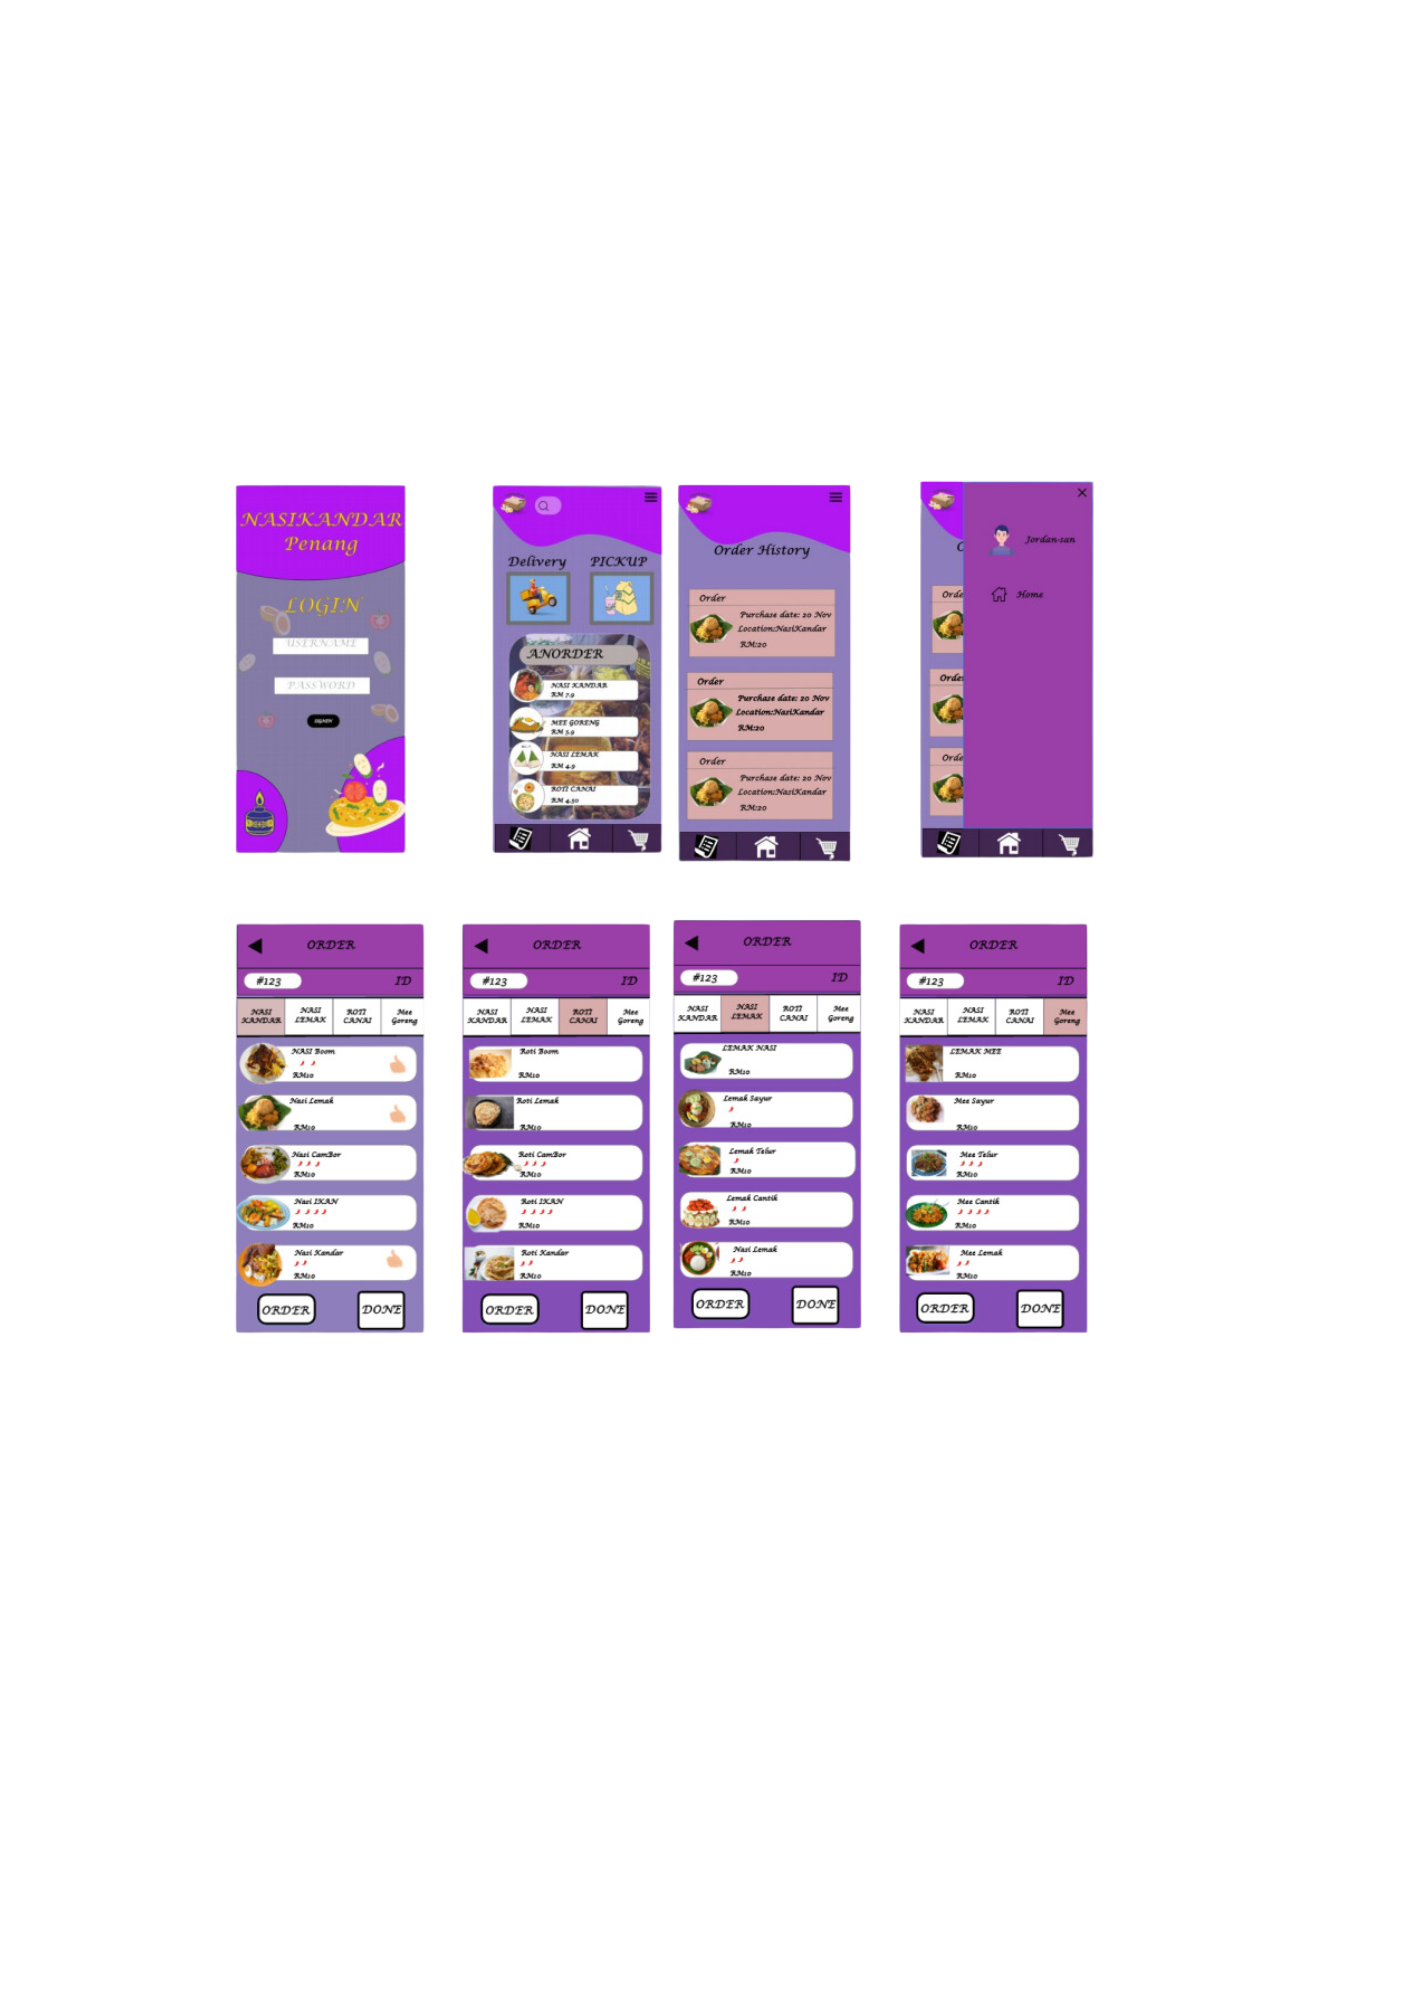 NASIKANDAR
Penang
LOGIN
USERNAME
PASSWORD
SIGNIN
Delivery PICKUP
ANORDER
NASI KANDAR
RM 7.9
MEE GORENG
RM 5.9
NASI LEMAK
RM 4.9
ROTI CANAI
RM 4.50
Order History
Order
Purchase date: 20 Nov
Location:NasiKandar
RM:20
Order
Purchase date: 20 Nov
Location:NasiKandar
RM:20
Order
Purchase date: 20 Nov
Location:NasiKandar
RM:20
Jordan-san
Home
Orde
Order
Orde
ORDER
#123 ID
NASI KANDAR
NASI LEMAK
ROTI CANAI
Mee Goreng
NASI Boom
RM10
Nasi Lemak
RM10
Nasi CamBor
RM10
Nasi IKAN
RM10
Nasi Kandar
RM10
ORDER DONE
ORDER
#123 ID
NASI KANDAR
NASI LEMAK
ROTI CANAI
Mee Goreng
Roti Boom
RM10
Roti Lemak
RM10
Roti CamBor
RM10
Roti IKAN
RM10
Roti Kandar
RM10
ORDER DONE
ORDER
#123 ID
NASI KANDAR
NASI LEMAK
ROTI CANAI
Mee Goreng
LEMAK NASI
RM10
Lemak Sayur
RM10
Lemak Telur
RM10
Lemak Cantik
RM10
Nasi Lemak
RM10
ORDER DONE
ORDER
#123 ID
NASI KANDAR
NASI LEMAK
ROTI CANAI
Mee Goreng
LEMAK MEE
RM10
Mee Sayur
RM10
Mee Telur
RM10
Mee Cantik
RM10
Mee Lemak
RM10
ORDER DONE